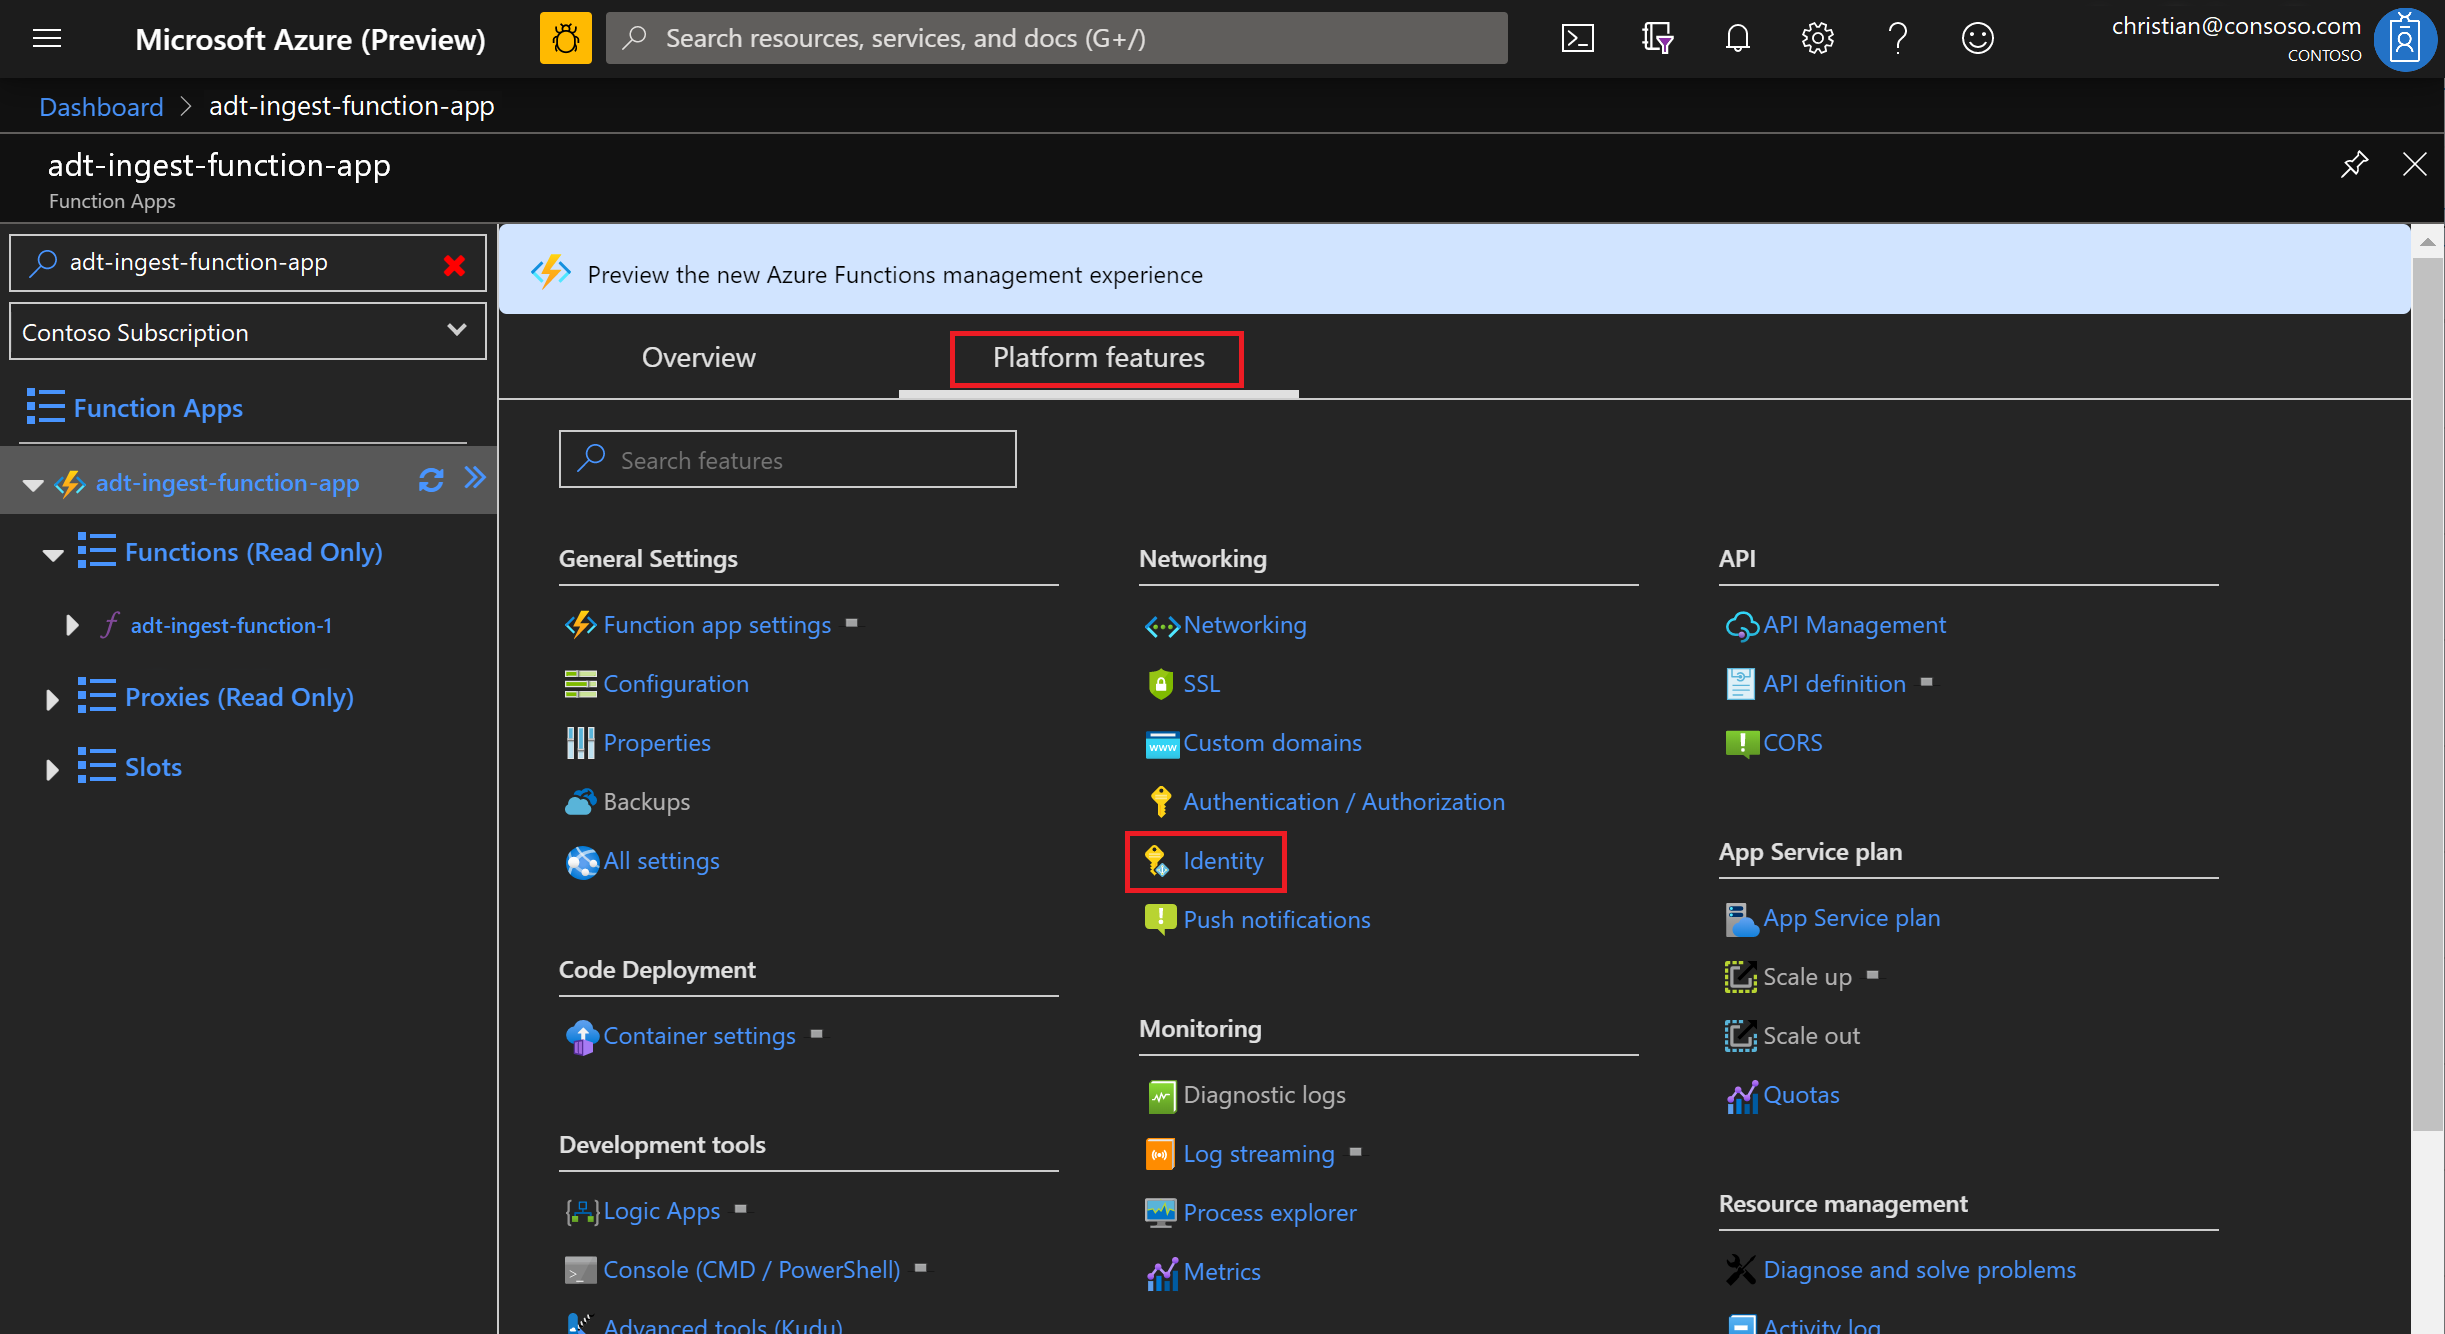 Microsoft Azure (Preview)
Search resources, services, and docs (G+/)
christian@consoso.com
CONTOSO
Dashboard > adt-ingest-function-app
adt-ingest-function-app
Function Apps
adt-ingest-function-app
Contoso Subscription
Function Apps
adt-ingest-function-app
Functions (Read Only)
f adt-ingest-function-1
Proxies (Read Only)
Slots
Preview the new Azure Functions management experience
Overview
Platform features
Search features
General Settings
Function app settings
Configuration
Properties
Backups
All settings
Code Deployment
Container settings
Development tools
Logic Apps
Console (CMD / PowerShell)
Advanced tools (Kudu)
Networking
Networking
SSL
www Custom domains
Authentication / Authorization
Identity
Push notifications
Monitoring
Diagnostic logs
Log streaming
Process explorer
Metrics
API
API Management
API definition
CORS
App Service plan
App Service plan
Scale up
Scale out
Quotas
Resource management
Diagnose and solve problems
Activity log